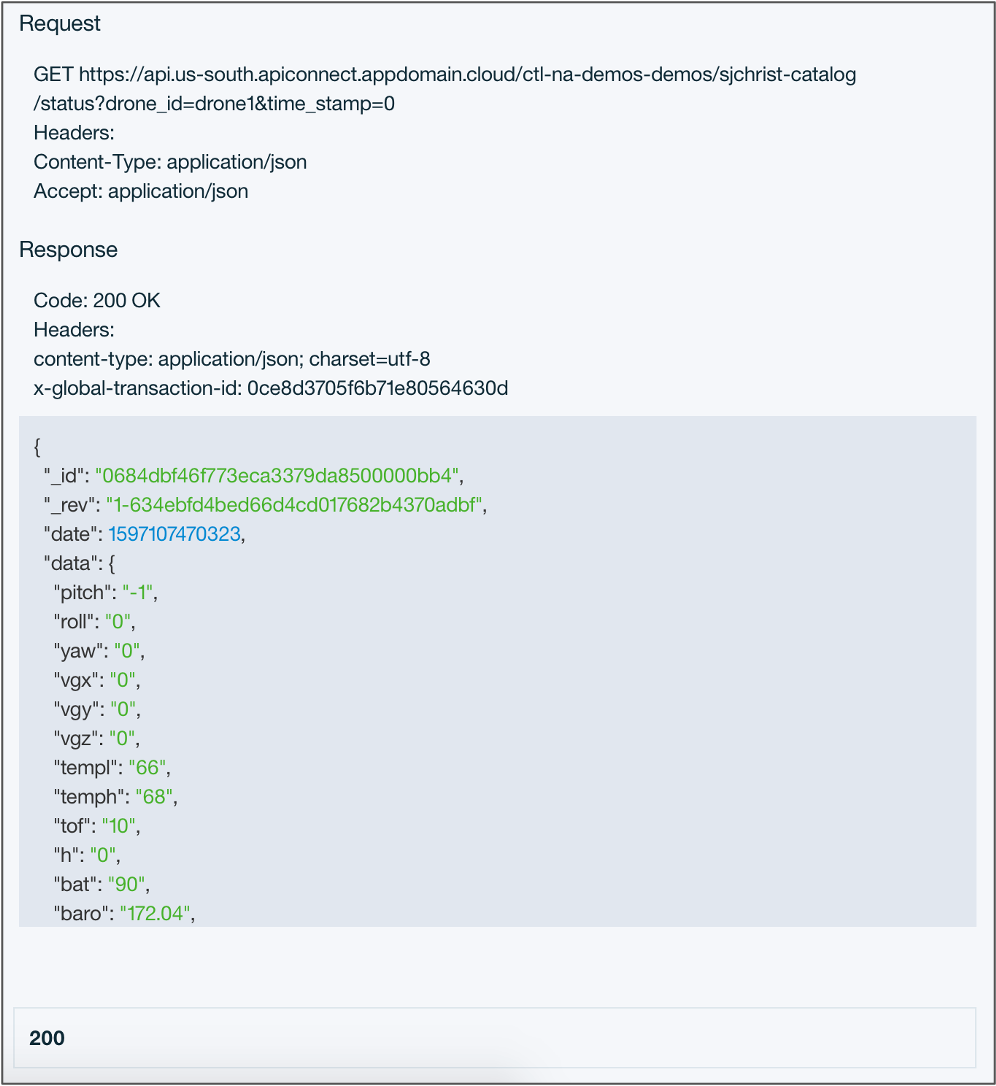 Request
GET https://api.us-south.apiconnect.appdomain.cloud/ctl-na-demos-demos/sjchrist-catalog
/status?drone_id=drone1&time_stamp=0
Headers:
Content-Type: application/json
Accept: application/json
Response
Code: 200 OK
Headers:
content-type: application/json; charset=utf-8
x-global-transaction-id: 0ce8d3705f6b71e80564630d
{
"_id": "0684dbf46f773eca3379da8500000bb4",
"_rev": "1-634ebfd4bed66d4cd017682b4370adbf",
"date": 1597107470323,
"data": {
"pitch": "-1",
"roll": "0",
"yaw": "0",
"vgx": "0",
"vgy": "0",
"vgz": "0",
"templ": "66",
"temph": "68",
"tof": "10",
"h": "0",
"bat": "90",
"baro": "172.04",
200